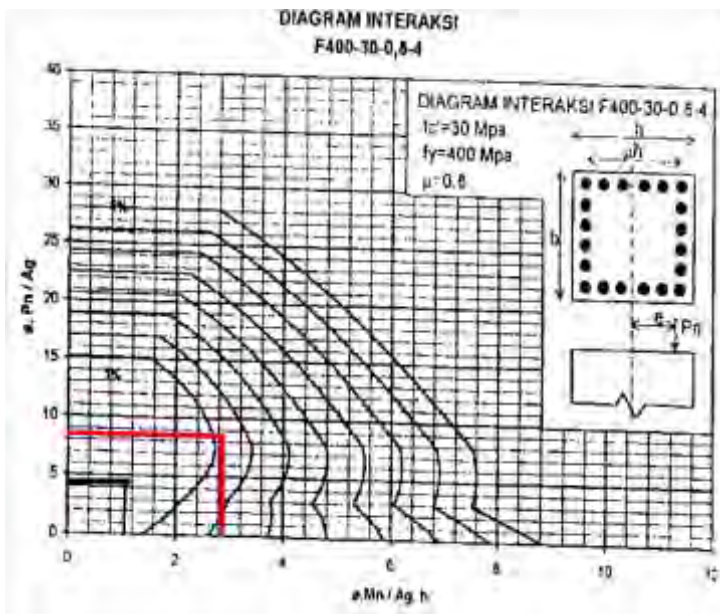 DIAGRAM INTERAKSI
F400-30-0,8-4
DIAGRAM INTERAKSI F400-30-0.8-4
fc'=30 Mpa
fy=400 Mpa
μ=0.8
h
μh
b
e
Pn
40
35
30
25
20
15
10
5
0
1%
ø.Pn / Ag
0
2
4
6
8
10
12
ø.Mn / Ag. h